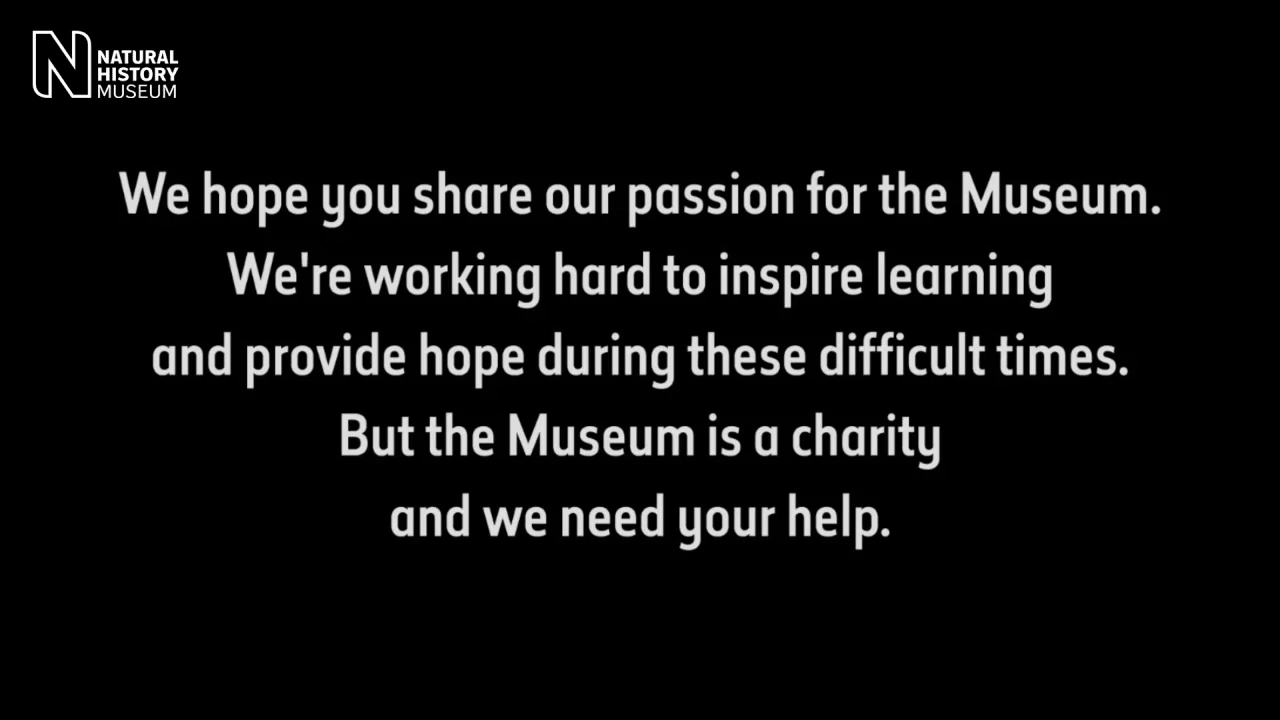 NATURAL
HISTORY
MUSEUM
We hope you share our passion for the Museum.
We're working hard to inspire learning
and provide hope during these difficult times.
But the Museum is a charity
and we need your help.